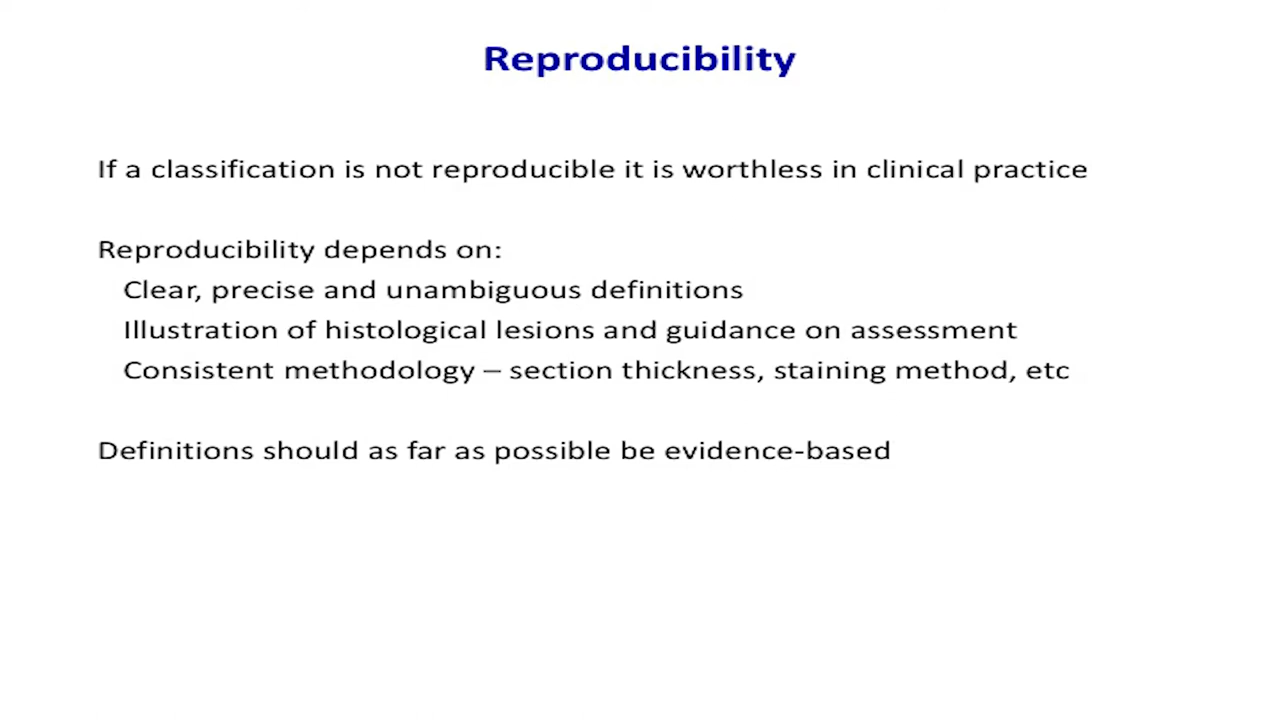 Reproducibility
If a classification is not reproducible it is worthless in clinical practice
Reproducibility depends on:
Clear, precise and unambiguous definitions
Illustration of histological lesions and guidance on assessment
Consistent methodology – section thickness, staining method, etc
Definitions should as far as possible be evidence-based